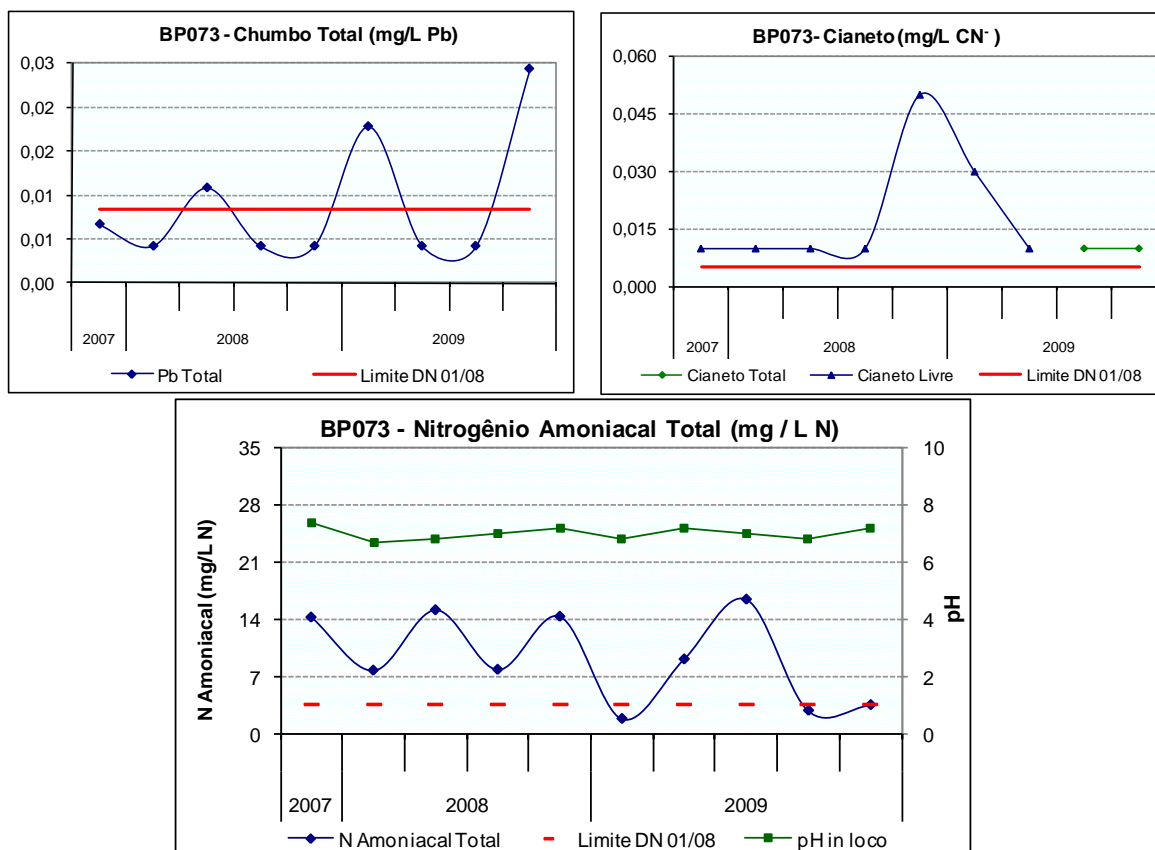 BP073 - Chumbo Total (mg/L Pb)
0,03
0,02
0,02
0,01
0,01
0,00
2007 2008 2009
Pb Total Limite DN 01/08
BP073- Cianeto (mg/L CN⁻ )
0,060
0,045
0,030
0,015
0,000
2007 2008 2009
Cianeto Total Cianeto Livre Limite DN 01/08
BP073 - Nitrogênio Amoniacal Total (mg / L N)
N Amoniacal (mg/L N)
35
28
21
14
7
0
10
8
6
4
2
0
pH
2007 2008 2009
N Amoniacal Total Limite DN 01/08 pH in loco